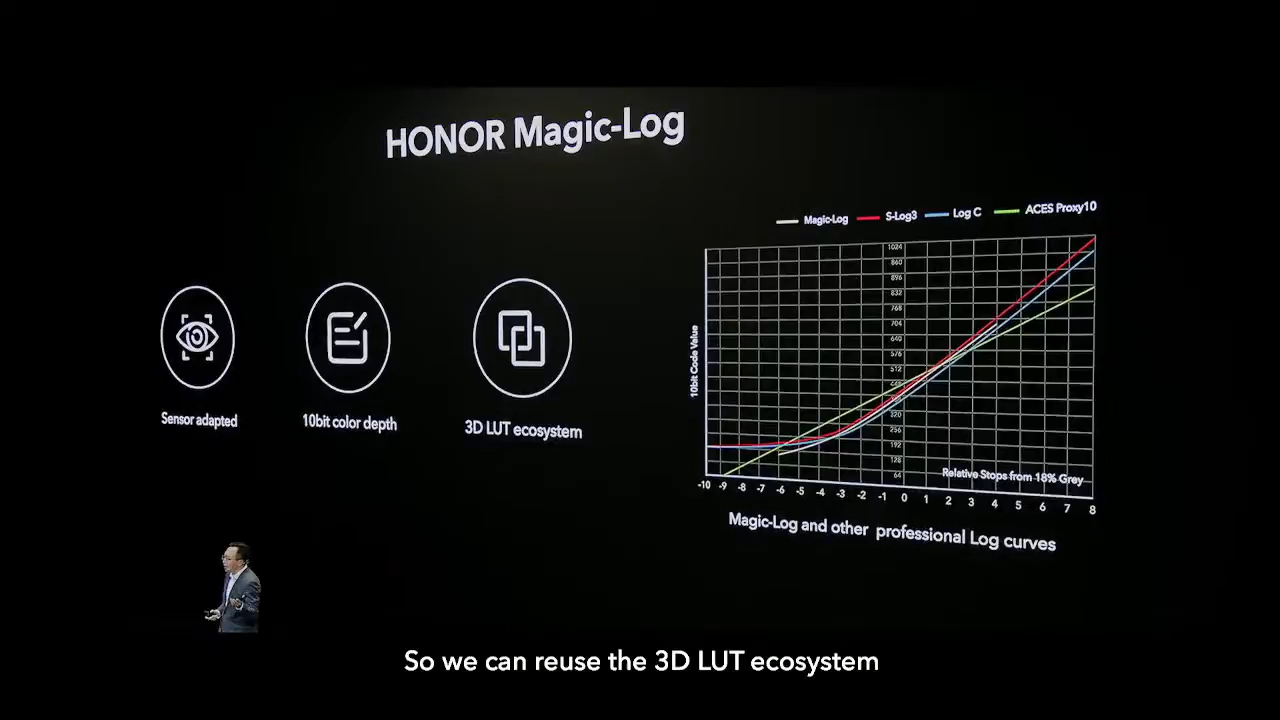 HONOR Magic-Log
Magic-Log
S-Log3
Log C
ACES Proxy10
Sensor adapted
10bit color depth
3D LUT ecosystem
10bit Code Value
1024
860
896
832
768
704
640
576
512
448
320
256
192
128
64
Relative Stops from 18% Grey
-10 -9 -8 -7 -6 -5 -4 -3 -2 -1 0 1 2 3 4 5 6 7 8
Magic-Log and other professional Log curves
So we can reuse the 3D LUT ecosystem